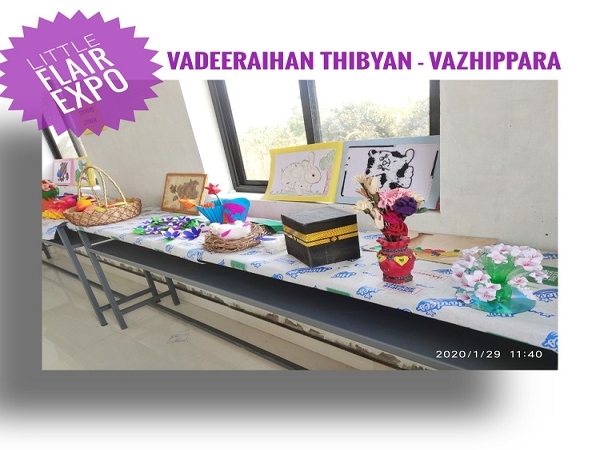 LITTLE
FLAIR
EXPO
VADEERAIHAN THIBYAN - VAZHIPPARA
2020/1/29 11:40